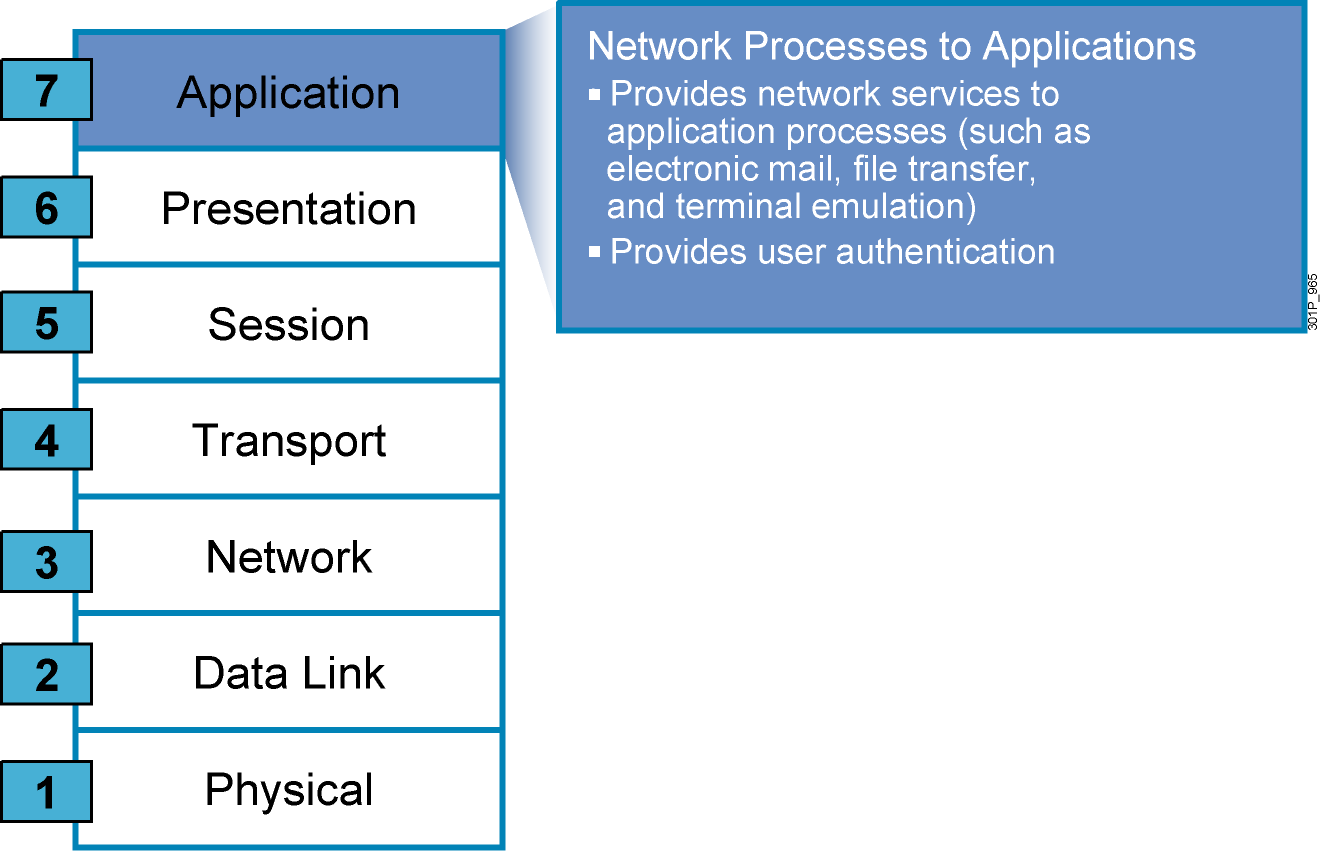 7
Application
6
Presentation
5
Session
4
Transport
3
Network
2
Data Link
1
Physical
Network Processes to Applications
▪ Provides network services to
application processes (such as
electronic mail, file transfer,
and terminal emulation)
▪ Provides user authentication
301P_965